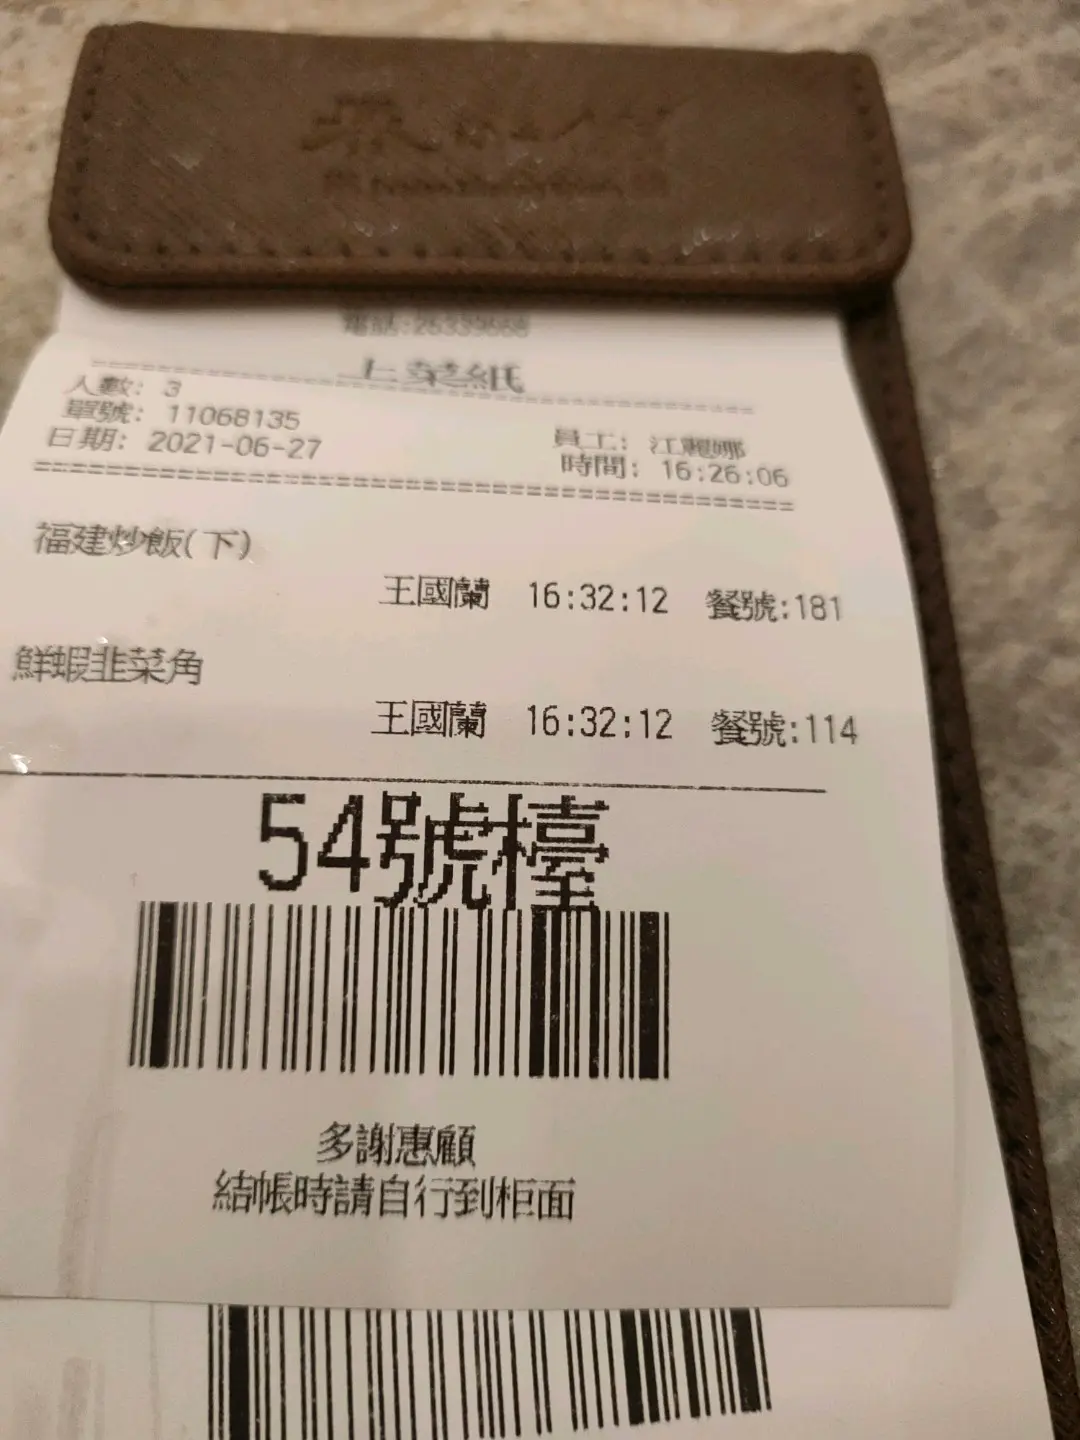 電話:25339668
上菜紙
人數: 3
單號: 11068135
員工: 江麗娜
日期: 2021-06-27
時間: 16:26:06
福建炒飯(下)
王國蘭 16:32:12 餐號:181
鮮蝦韭菜角
王國蘭 16:32:12 餐號:114
54號檯
多謝惠顧
結帳時請自行到柜面